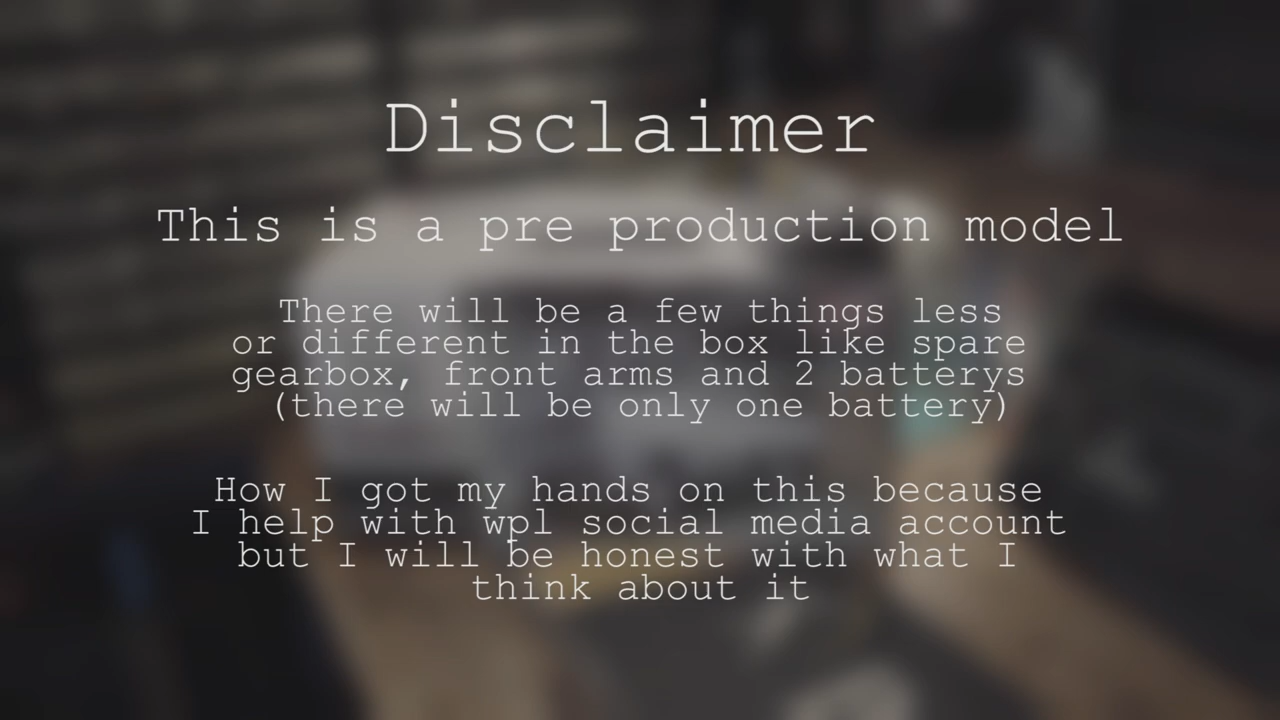 Disclaimer
This is a pre production model
There will be a few things less
or different in the box like spare
gearbox, front arms and 2 batterys
(there will be only one battery)
How I got my hands on this because
I help with wpl social media account
but I will be honest with what I
think about it